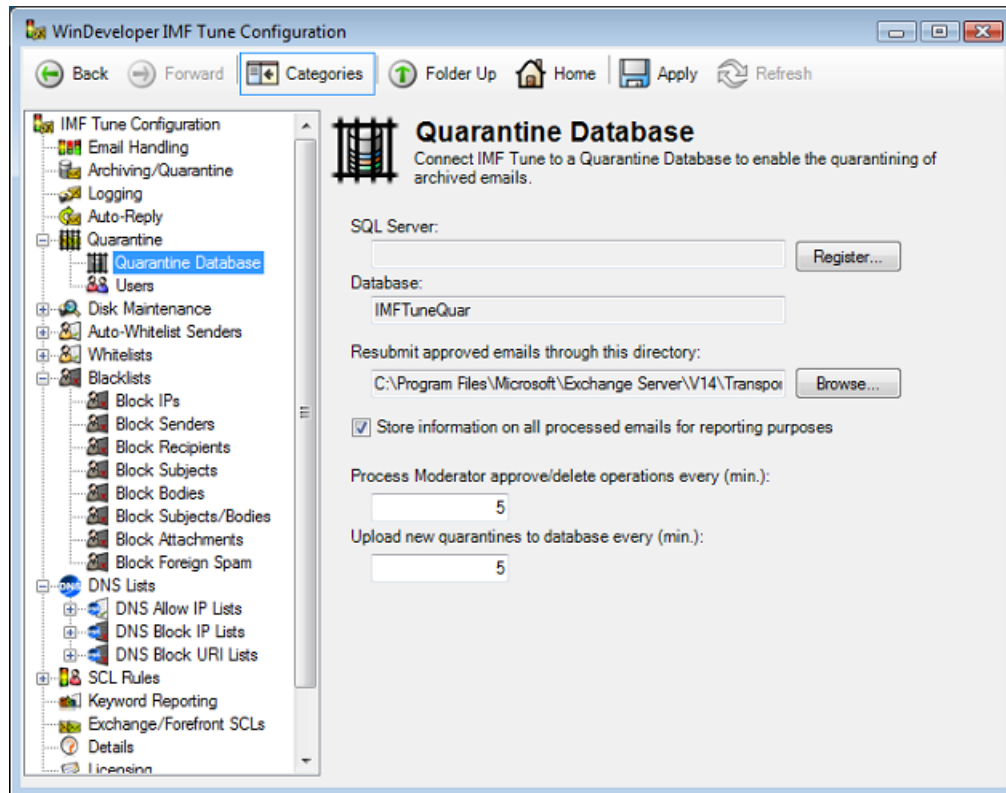 WinDeveloper IMF Tune Configuration
Back Forward Categories Folder Up Home Apply Refresh
IMF Tune Configuration
Email Handling
Archiving/Quarantine
Logging
Auto-Reply
Quarantine
Quarantine Database
Users
Disk Maintenance
Auto-Whitelist Senders
Whitelists
Blacklists
Block IPs
Block Senders
Block Recipients
Block Subjects
Block Bodies
Block Subjects/Bodies
Block Attachments
Block Foreign Spam
DNS Lists
DNS Allow IP Lists
DNS Block IP Lists
DNS Block URI Lists
SCL Rules
Keyword Reporting
Exchange/Forefront SCLs
Details
Licensing
Quarantine Database
Connect IMF Tune to a Quarantine Database to enable the quarantining of
archived emails.
SQL Server:
Register...
Database:
IMFTuneQuar
Resubmit approved emails through this directory:
C:\Program Files\Microsoft\Exchange Server\V14\Transpo
Browse...
Store information on all processed emails for reporting purposes
Process Moderator approve/delete operations every (min.):
5
Upload new quarantines to database every (min.):
5